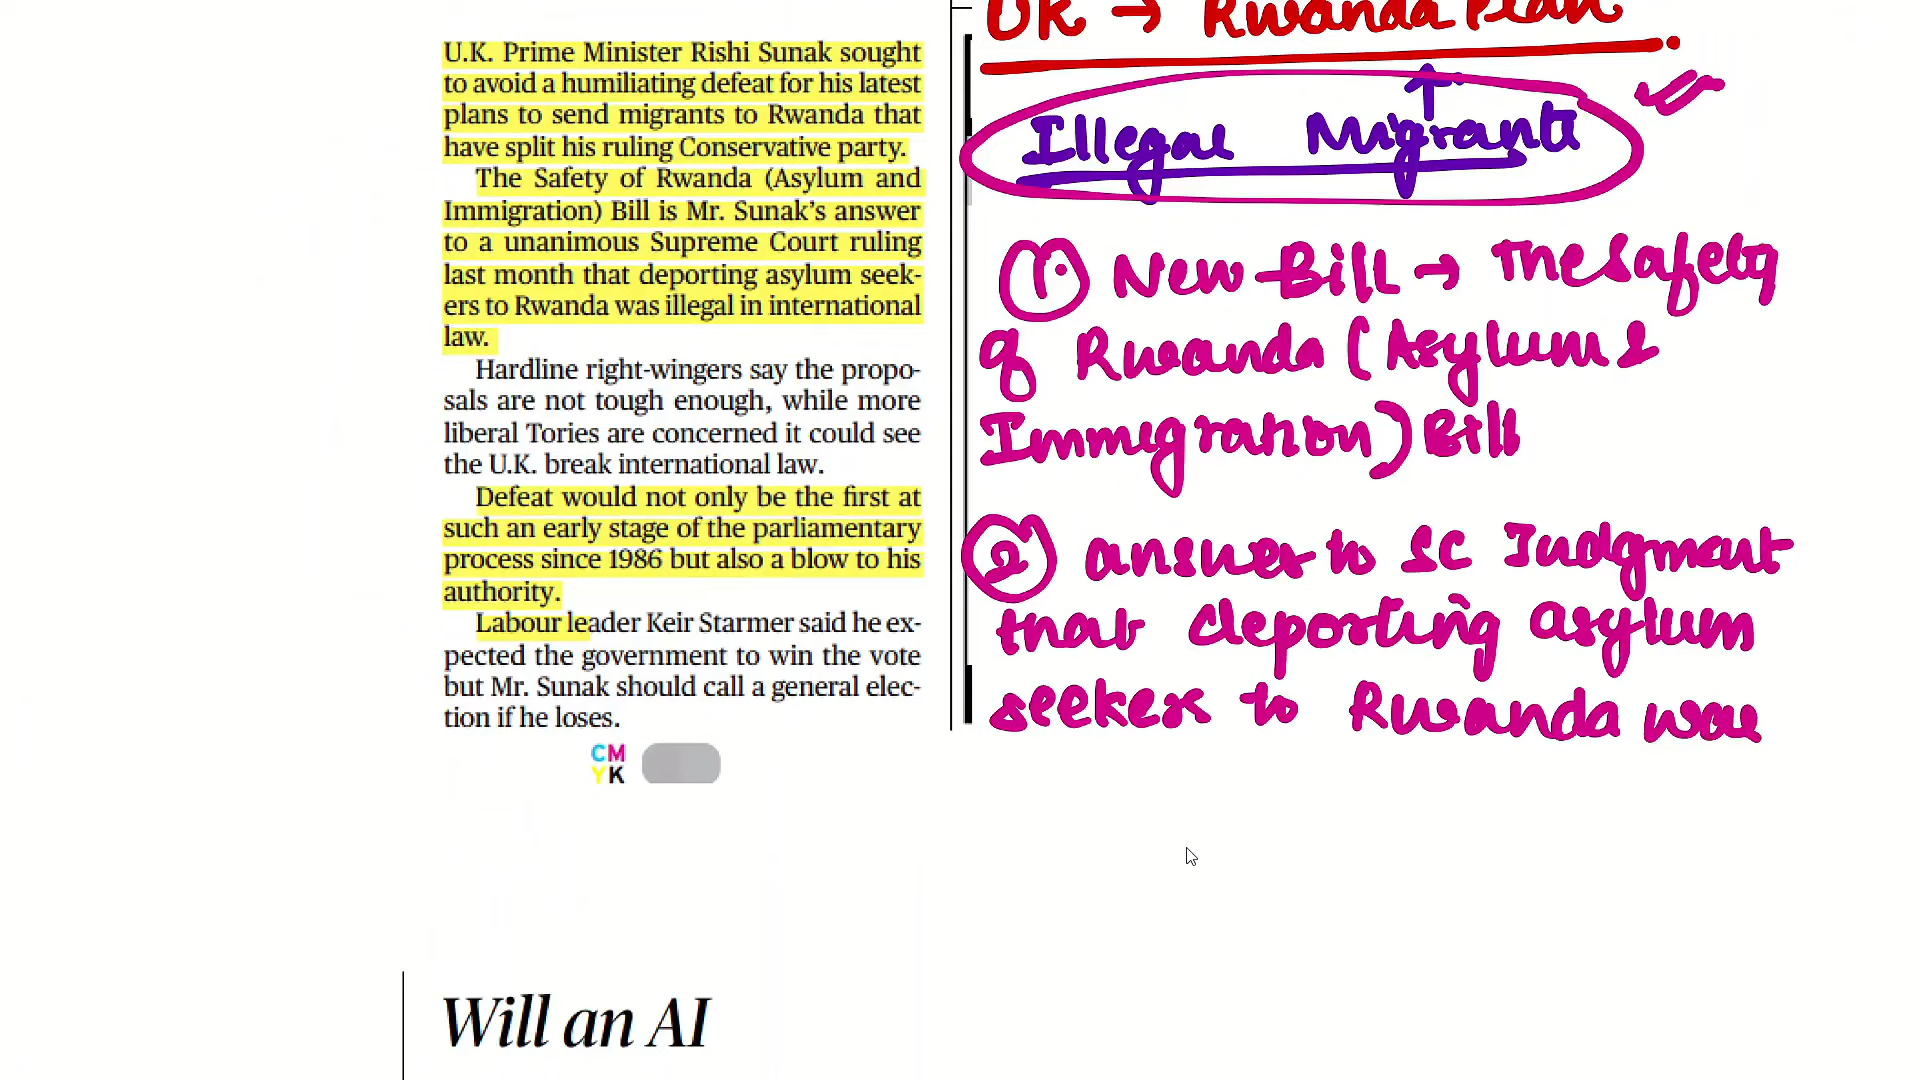 U.K. Prime Minister Rishi Sunak sought
to avoid a humiliating defeat for his latest
plans to send migrants to Rwanda that
have split his ruling Conservative party.
The Safety of Rwanda (Asylum and
Immigration) Bill is Mr. Sunak's answer
to a unanimous Supreme Court ruling
last month that deporting asylum seek-
ers to Rwanda was illegal in international
law.
Hardline right-wingers say the propo-
sals are not tough enough, while more
liberal Tories are concerned it could see
the U.K. break international law.
Defeat would not only be the first at
such an early stage of the parliamentary
process since 1986 but also a blow to his
authority.
Labour leader Keir Starmer said he ex-
pected the government to win the vote
but Mr. Sunak should call a general elec-
tion if he loses.
CM
YK
UK → Rwanda Plan
Illegal Migrants
① New Bill → The Safety
of Rwanda (Asylum &
Immigration) Bill
② answer to SC Judgment
that deporting asylum
seekers to Rwanda was
Will an AI